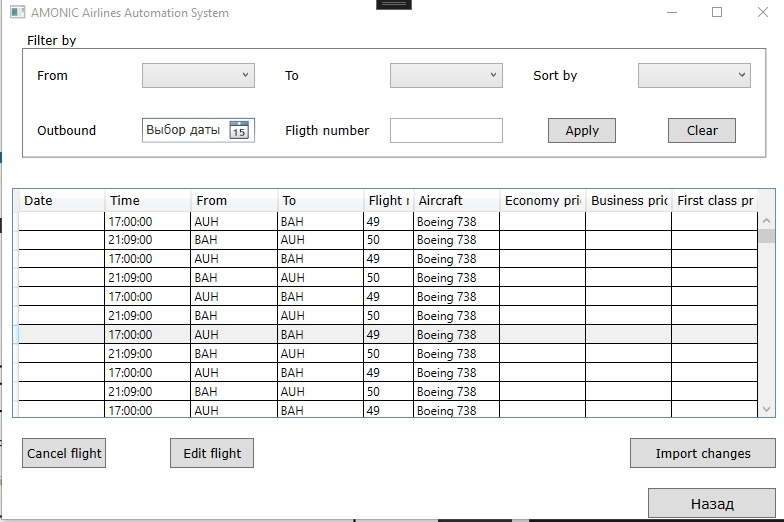 AMONIC Airlines Automation System
Filter by
From To Sort by
Outbound Выбор даты 15 Fligth number Apply Clear
Date Time From To Flight r Aircraft Economy pric Business pric First class pr
17:00:00 AUH BAH 49 Boeing 738
21:09:00 BAH AUH 50 Boeing 738
17:00:00 AUH BAH 49 Boeing 738
21:09:00 BAH AUH 50 Boeing 738
17:00:00 AUH BAH 49 Boeing 738
21:09:00 BAH AUH 50 Boeing 738
17:00:00 AUH BAH 49 Boeing 738
21:09:00 BAH AUH 50 Boeing 738
17:00:00 AUH BAH 49 Boeing 738
21:09:00 BAH AUH 50 Boeing 738
17:00:00 AUH BAH 49 Boeing 738
Cancel flight Edit flight Import changes
Назад